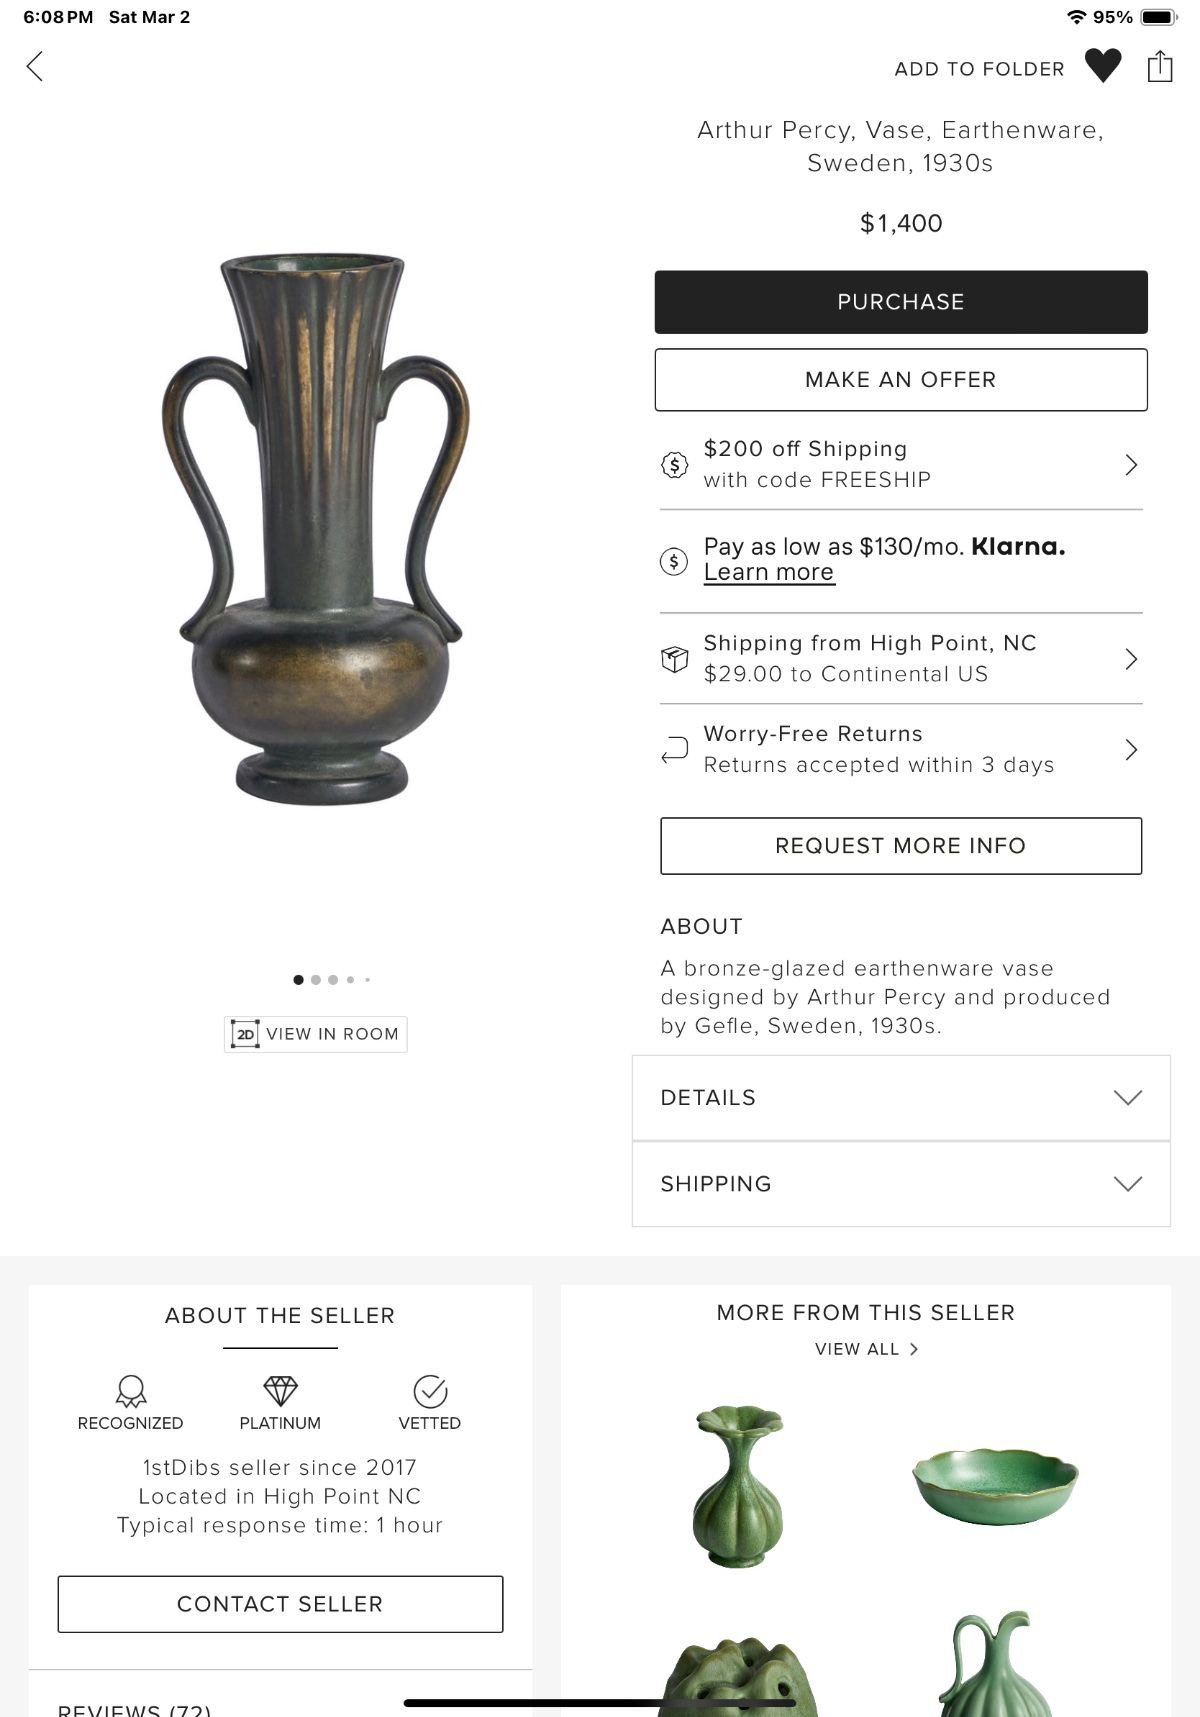 6:08 PM Sat Mar 2
95%
ADD TO FOLDER
Arthur Percy, Vase, Earthenware,
Sweden, 1930s
$1,400
PURCHASE
MAKE AN OFFER
$200 off Shipping
with code FREESHIP
Pay as low as $130/mo. Klarna.
Learn more
Shipping from High Point, NC
$29.00 to Continental US
Worry-Free Returns
Returns accepted within 3 days
REQUEST MORE INFO
ABOUT
A bronze-glazed earthenware vase
designed by Arthur Percy and produced
by Gefle, Sweden, 1930s.
2D VIEW IN ROOM
DETAILS
SHIPPING
ABOUT THE SELLER
RECOGNIZED
PLATINUM
VETTED
1stDibs seller since 2017
Located in High Point NC
Typical response time: 1 hour
CONTACT SELLER
REVIEWS (72)
MORE FROM THIS SELLER
VIEW ALL >